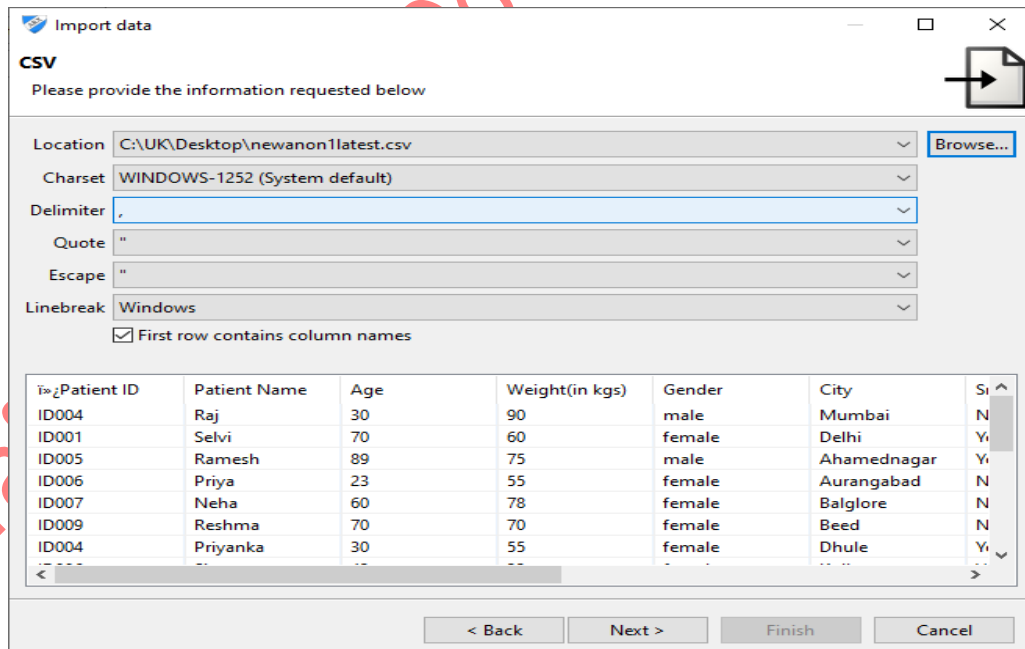 Import data
CSV
Please provide the information requested below
Location C:\UK\Desktop\newanon1latest.csv Browse...
Charset WINDOWS-1252 (System default)
Delimiter ,
Quote "
Escape "
Linebreak Windows
First row contains column names
ï»¿Patient ID Patient Name Age Weight(in kgs) Gender City
ID004 Raj 30 90 male Mumbai N
ID001 Selvi 70 60 female Delhi
ID005 Ramesh 89 75 male Ahamednagar
ID006 Priya 23 55 female Aurangabad N
ID007 Neha 60 78 female Balglore N
ID009 Reshma 70 70 female Beed N
ID004 Priyanka 30 55 female Dhule
< Back Next > Finish Cancel